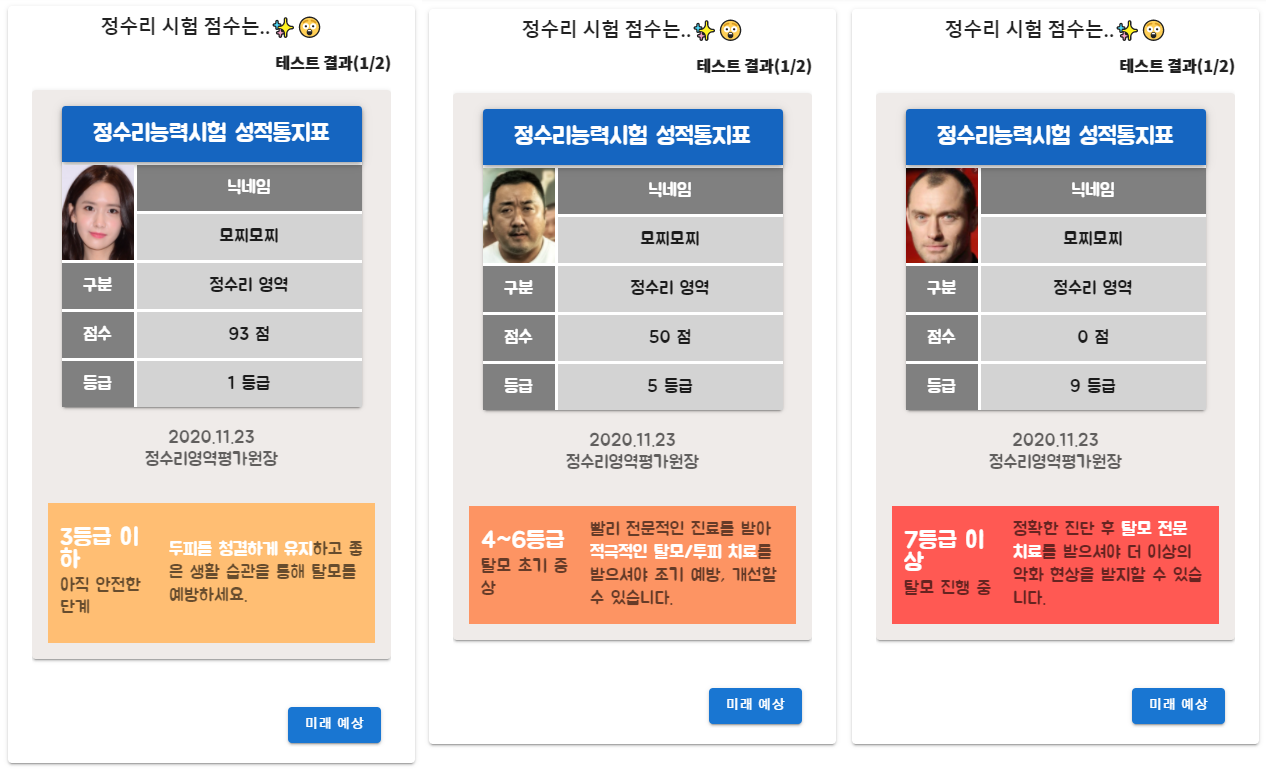 정수리 시험 점수는..✨😲
테스트 결과(1/2)
정수리능력시험 성적통지표
닉네임
모찌모찌
구분
정수리 영역
점수
93 점
등급
1 등급
2020.11.23
정수리영역평가원장
3등급 이
하
아직 안전한
단계
두피를 청결하게 유지하고 좋
은 생활 습관을 통해 탈모를
예방하세요.
미래 예상
정수리 시험 점수는..✨😲
테스트 결과(1/2)
정수리능력시험 성적통지표
닉네임
모찌모찌
구분
정수리 영역
점수
50 점
등급
5 등급
2020.11.23
정수리영역평가원장
4~6등급
탈모 초기 증
상
빨리 전문적인 진료를 받아
적극적인 탈모/두피 치료를
받으셔야 조기 예방, 개선할
수 있습니다.
미래 예상
정수리 시험 점수는..✨😲
테스트 결과(1/2)
정수리능력시험 성적통지표
닉네임
모찌모찌
구분
정수리 영역
점수
0 점
등급
9 등급
2020.11.23
정수리영역평가원장
7등급 이
상
탈모 진행 중
정확한 진단 후 탈모 전문
치료를 받으셔야 더 이상의
악화 현상을 방지할 수 있습
니다.
미래 예상